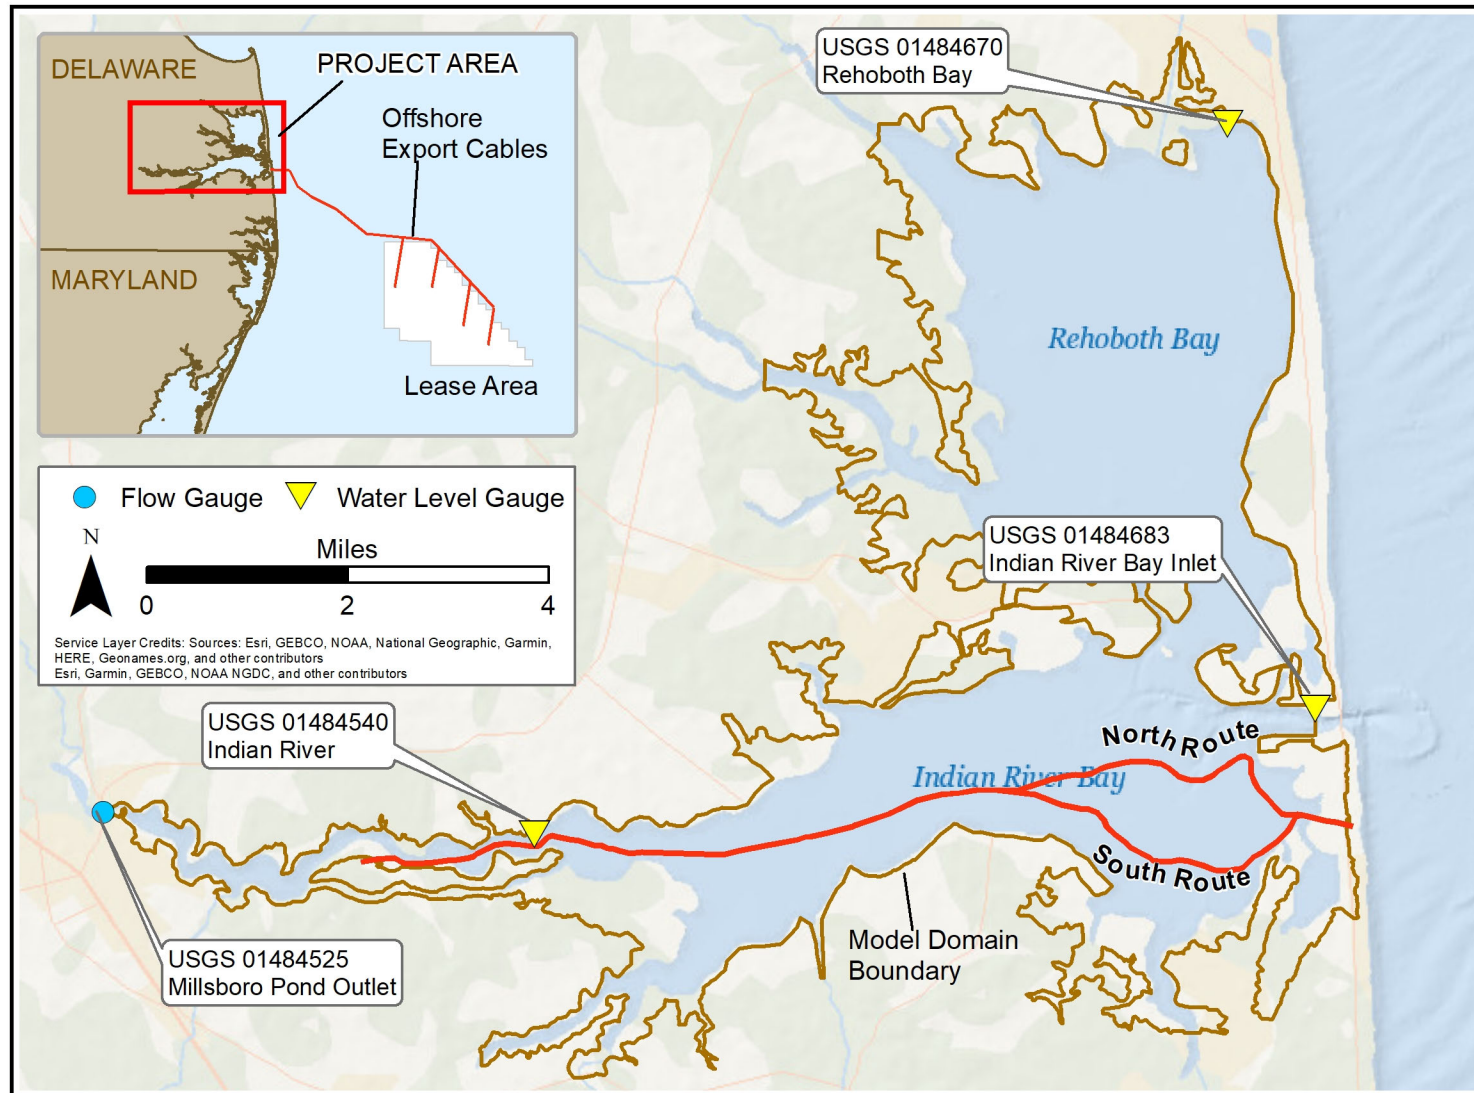 DELAWARE
PROJECT AREA
Offshore
Export Cables
MARYLAND
Lease Area
Flow Gauge
Water Level Gauge
N
Miles
0 2 4
Service Layer Credits: Sources: Esri, GEBCO, NOAA, National Geographic, Garmin,
HERE, Geonames.org, and other contributors
Esri, Garmin, GEBCO, NOAA NGDC, and other contributors
USGS 01484670
Rehoboth Bay
Rehoboth Bay
USGS 01484683
Indian River Bay Inlet
USGS 01484540
Indian River
North Route
Indian River Bay
South Route
Model Domain
Boundary
USGS 01484525
Millsboro Pond Outlet